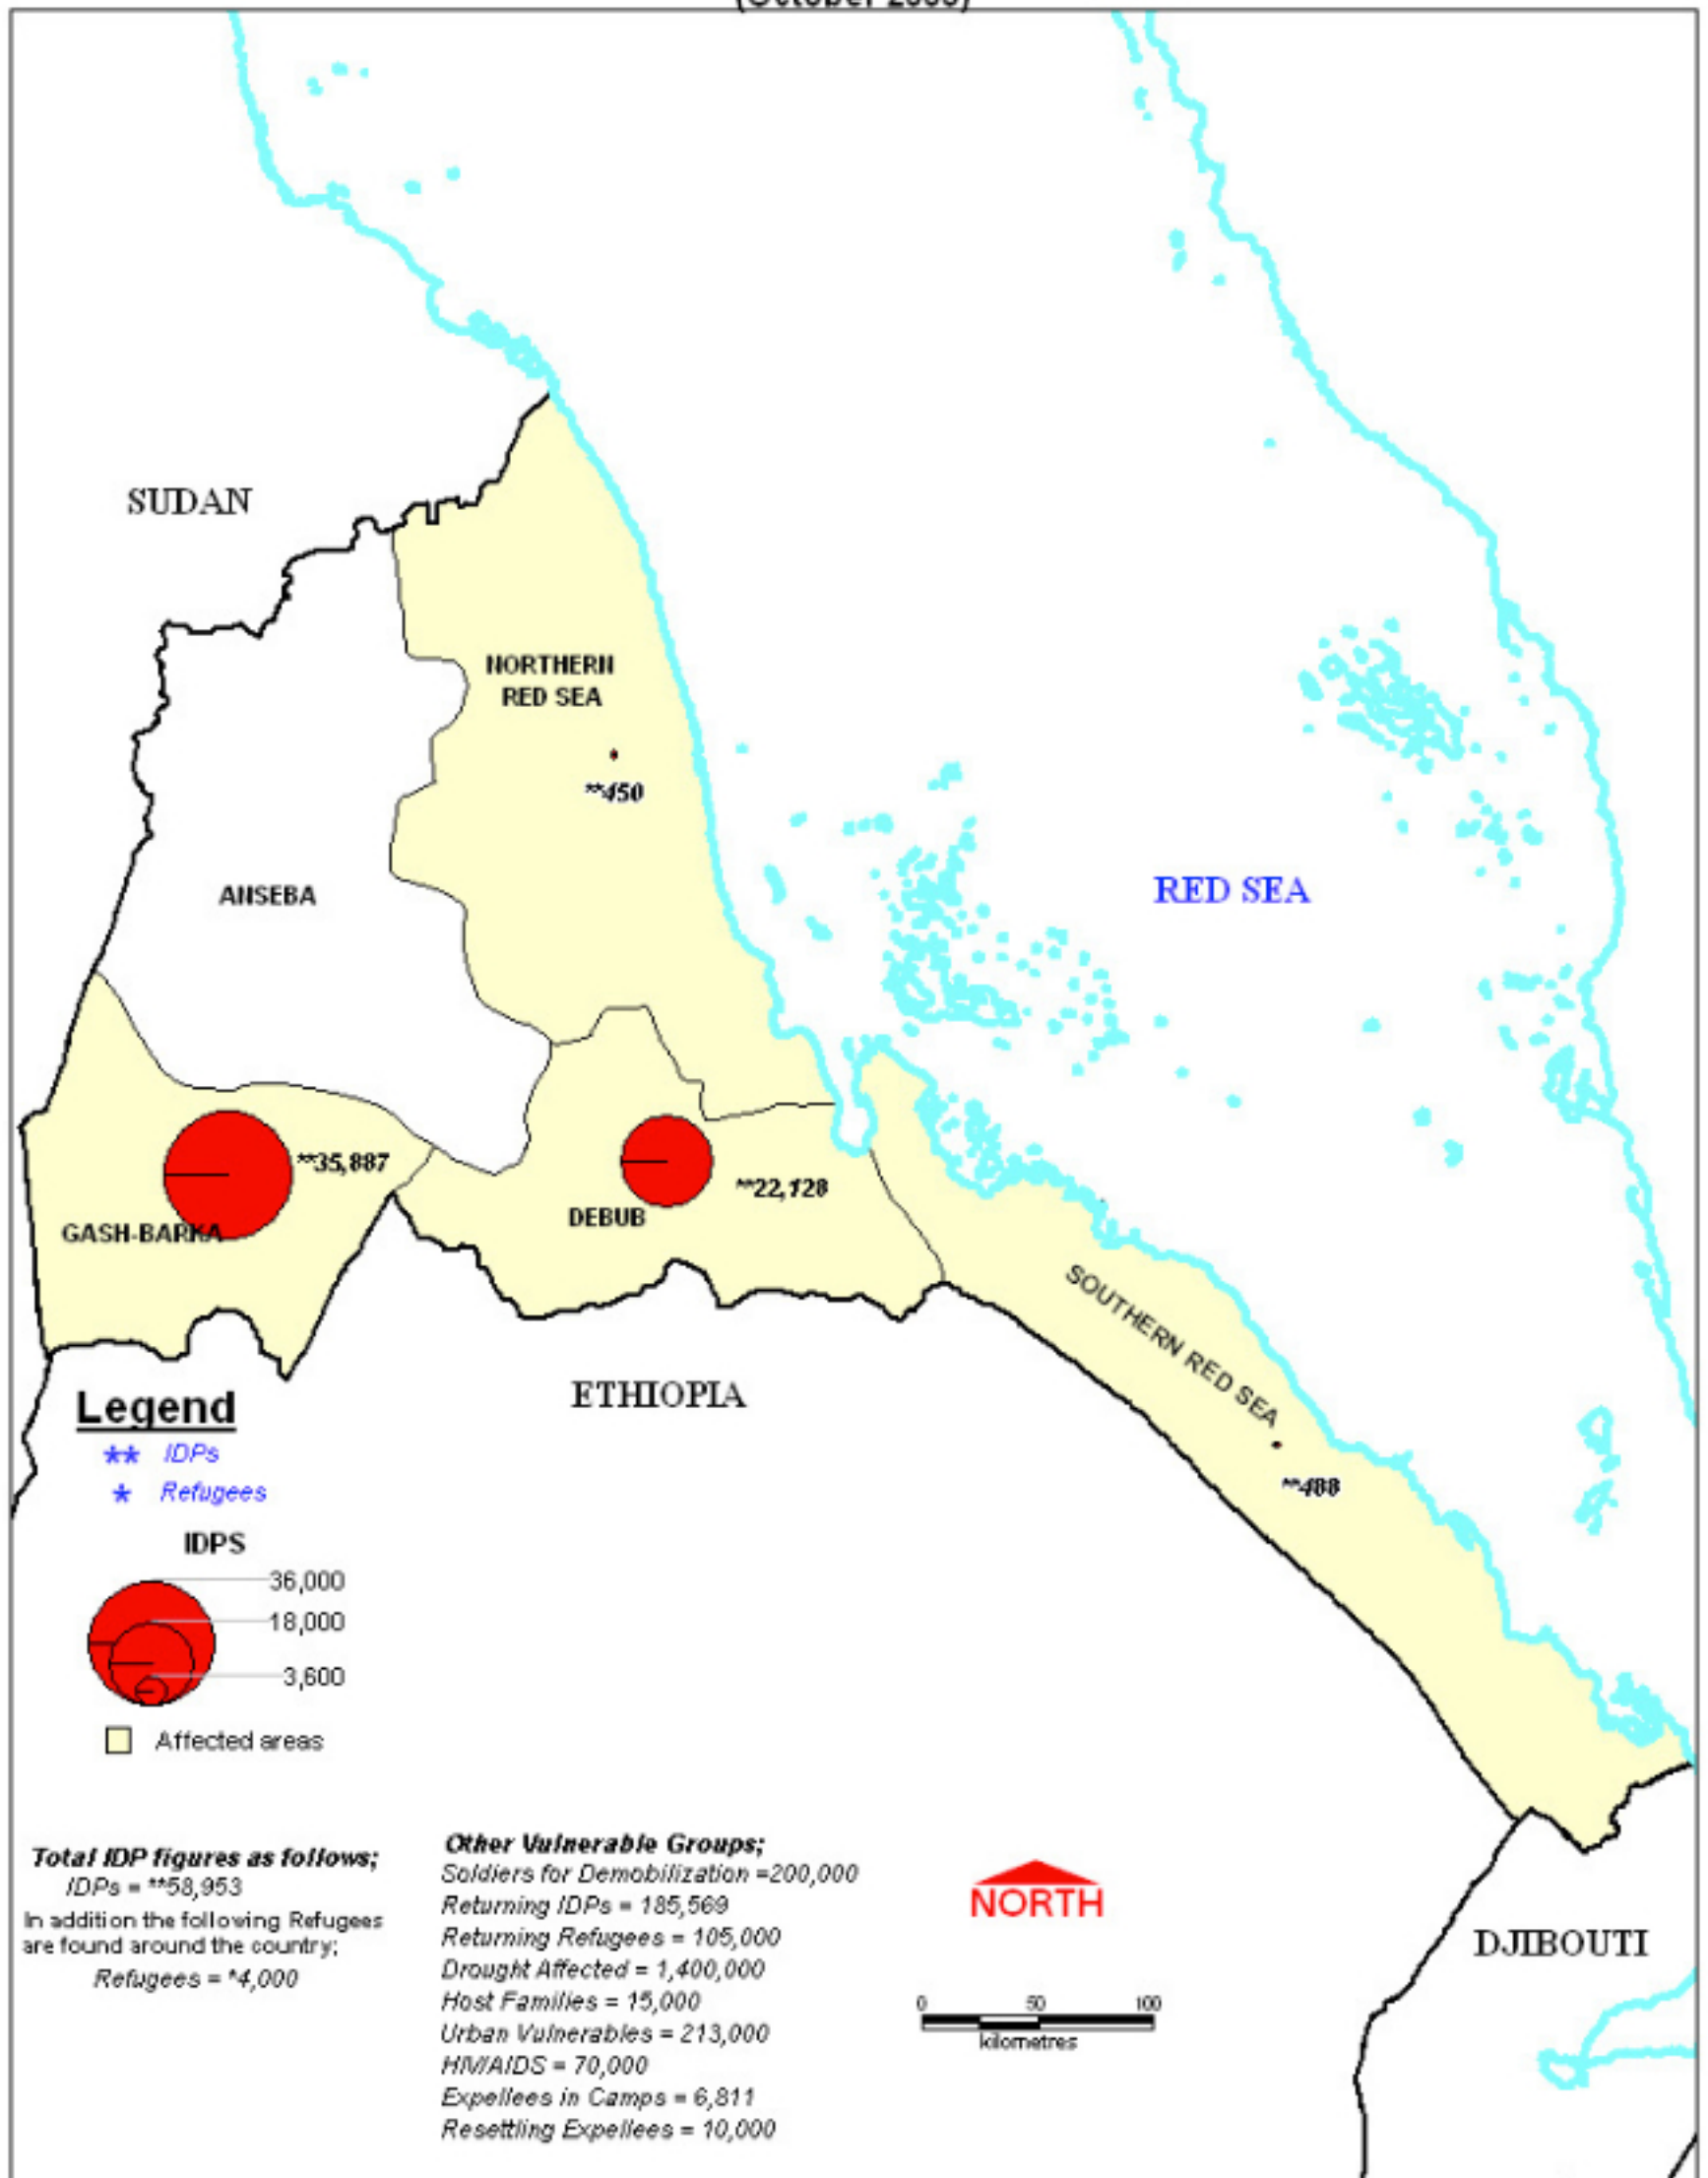 SUDAN
NORTHERN
RED SEA
**450
ANSEBA
RED SEA
**35,887
GASH-BARKA
**22,128
DEBUB
SOUTHERN RED SEA
**488
ETHIOPIA
Legend
** IDPs
* Refugees
IDPS
36,000
18,000
3,600
Affected areas
Total IDP figures as follows;
IDPs = **58,953
In addition the following Refugees
are found around the country;
Refugees = *4,000
Other Vulnerable Groups;
Soldiers for Demobilization =200,000
Returning IDPs = 185,569
Returning Refugees = 105,000
Drought Affected = 1,400,000
Host Families = 15,000
Urban Vulnerables = 213,000
HIV/AIDS = 70,000
Expellees in Camps = 6,811
Resettling Expellees = 10,000
NORTH
0 50 100
kilometres
DJIBOUTI